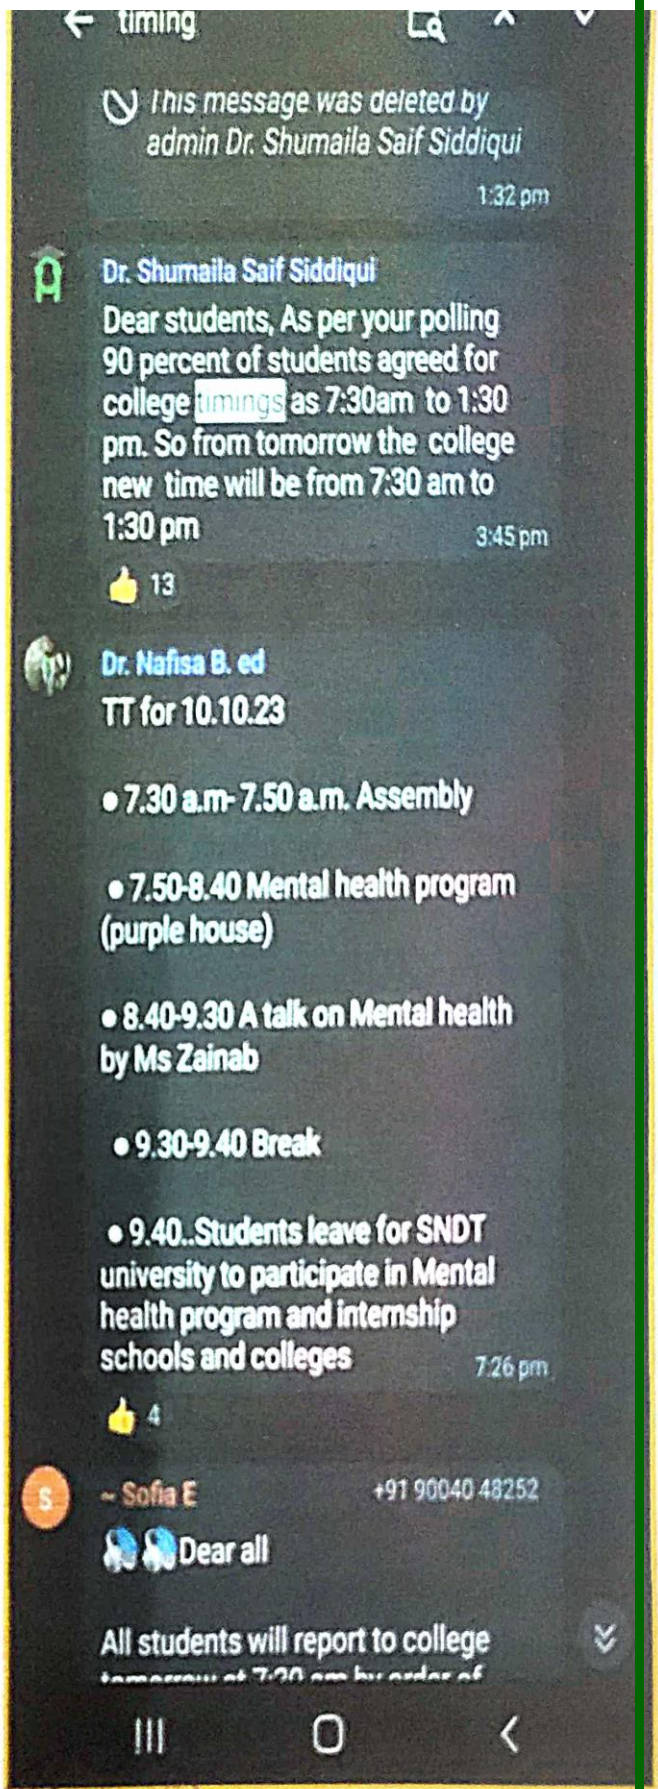 timing
This message was deleted by
admin Dr. Shumaila Saif Siddiqui
1:32 pm
Dr. Shumaila Saif Siddiqui
Dear students, As per your polling
90 percent of students agreed for
college timings as 7:30am to 1:30
pm. So from tomorrow the college
new time will be from 7:30 am to
1:30 pm
3:45 pm
👍 13
Dr. Nafisa B. ed
TT for 10.10.23
● 7.30 a.m- 7.50 a.m. Assembly
● 7.50-8.40 Mental health program
(purple house)
● 8.40-9.30 A talk on Mental health
by Ms Zainab
● 9.30-9.40 Break
● 9.40..Students leave for SNDT
university to participate in Mental
health program and internship
schools and colleges
7:26 pm
👍 4
S
~ Sofia E +91 90040 48252
Dear all
All students will report to college
tomorrow at am by order of